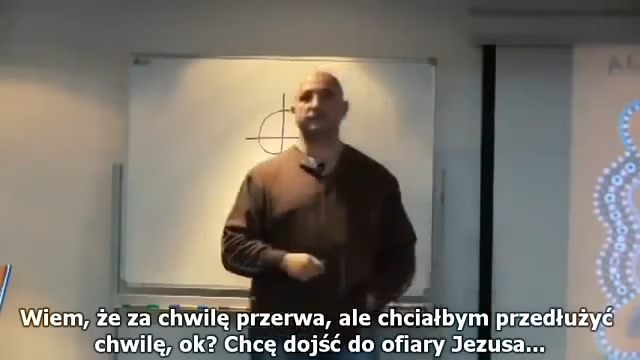 Wiem, że za chwilę przerwa, ale chciałbym przedłużyć
chwilę, ok? Chcę dojść do ofiary Jezusa...